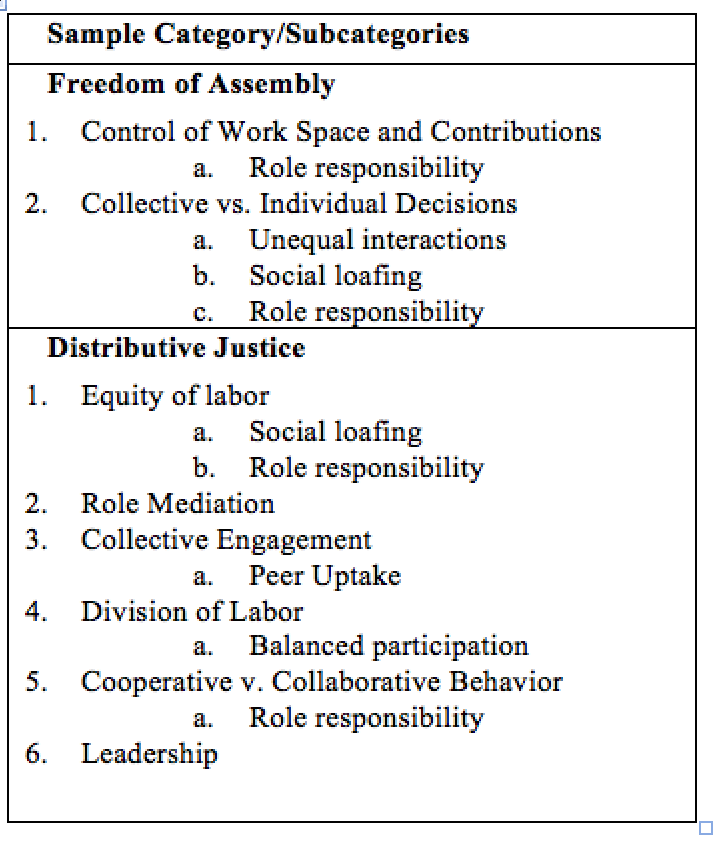 Sample Category/Subcategories
Freedom of Assembly
1. Control of Work Space and Contributions
a. Role responsibility
2. Collective vs. Individual Decisions
a. Unequal interactions
b. Social loafing
c. Role responsibility
Distributive Justice
1. Equity of labor
a. Social loafing
b. Role responsibility
2. Role Mediation
3. Collective Engagement
a. Peer Uptake
4. Division of Labor
a. Balanced participation
5. Cooperative v. Collaborative Behavior
a. Role responsibility
6. Leadership